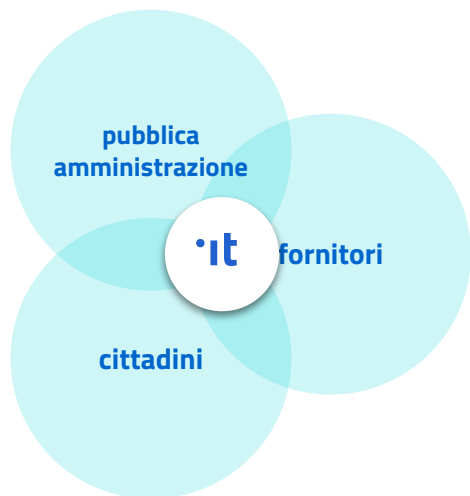 pubblica
amministrazione
·ıt
fornitori
cittadini